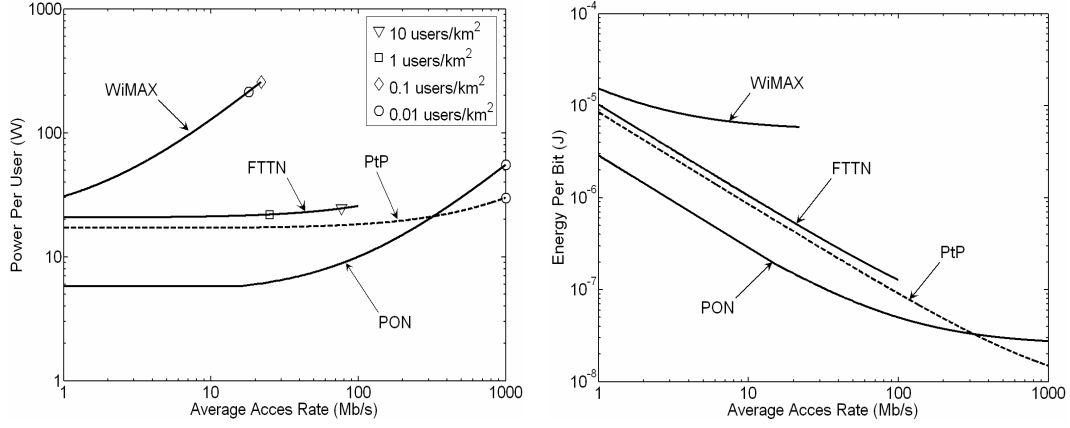 1000
100
10
1
Power Per User (W)
WiMAX
FTTN
PtP
PON
10 users/km²
1 users/km²
0.1 users/km²
0.01 users/km²
1
10
100
1000
Average Acces Rate (Mb/s)
10⁻⁴
10⁻⁵
10⁻⁶
10⁻⁷
10⁻⁸
Energy Per Bit (J)
WiMAX
FTTN
PtP
PON
1
10
100
1000
Average Acces Rate (Mb/s)